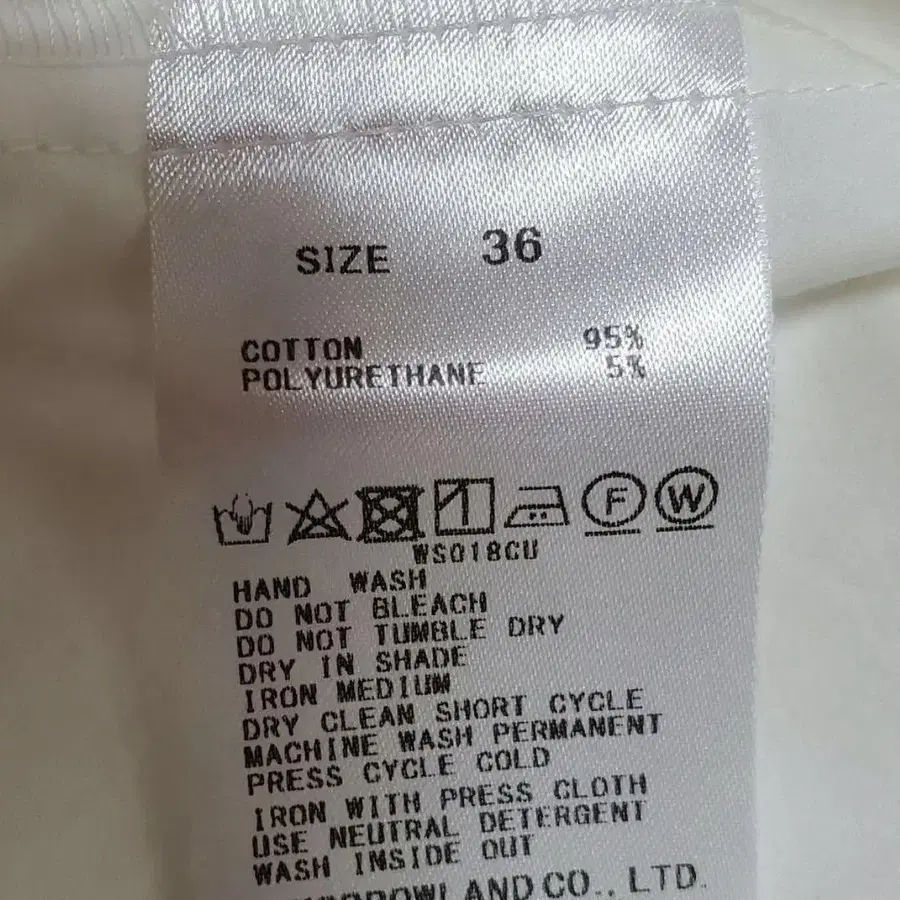 SIZE 36
COTTON 95%
POLYURETHANE 5%
F W
WS018CU
HAND WASH
DO NOT BLEACH
DO NOT TUMBLE DRY
DRY IN SHADE
IRON MEDIUM
DRY CLEAN SHORT CYCLE
MACHINE WASH PERMANENT
PRESS CYCLE COLD
IRON WITH PRESS CLOTH
USE NEUTRAL DETERGENT
WASH INSIDE OUT
AND CO., LTD.